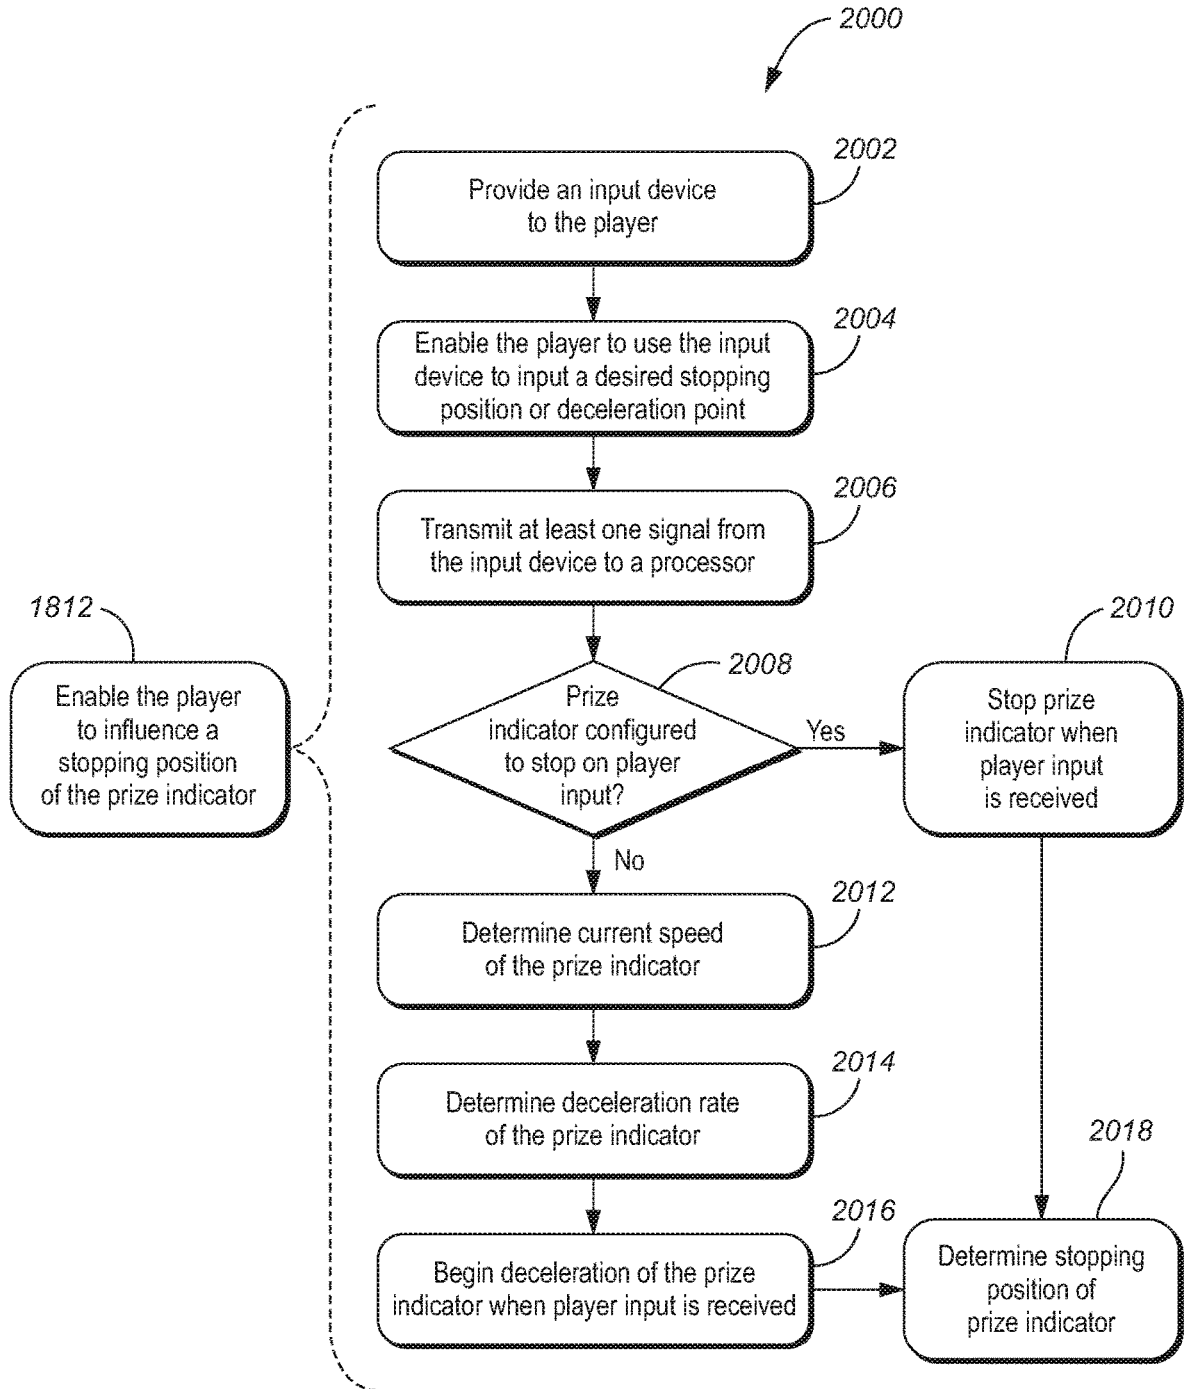 2000
2002
Provide an input device
to the player
2004
Enable the player to use the input
device to input a desired stopping
position or deceleration point
2006
Transmit at least one signal from
the input device to a processor
1812
Enable the player
to influence a
stopping position
of the prize indicator
2008
Prize
indicator configured
to stop on player
input?
Yes
2010
Stop prize
indicator when
player input
is received
No
2012
Determine current speed
of the prize indicator
2014
Determine deceleration rate
of the prize indicator
2016
Begin deceleration of the prize
indicator when player input is received
2018
Determine stopping
position of
prize indicator